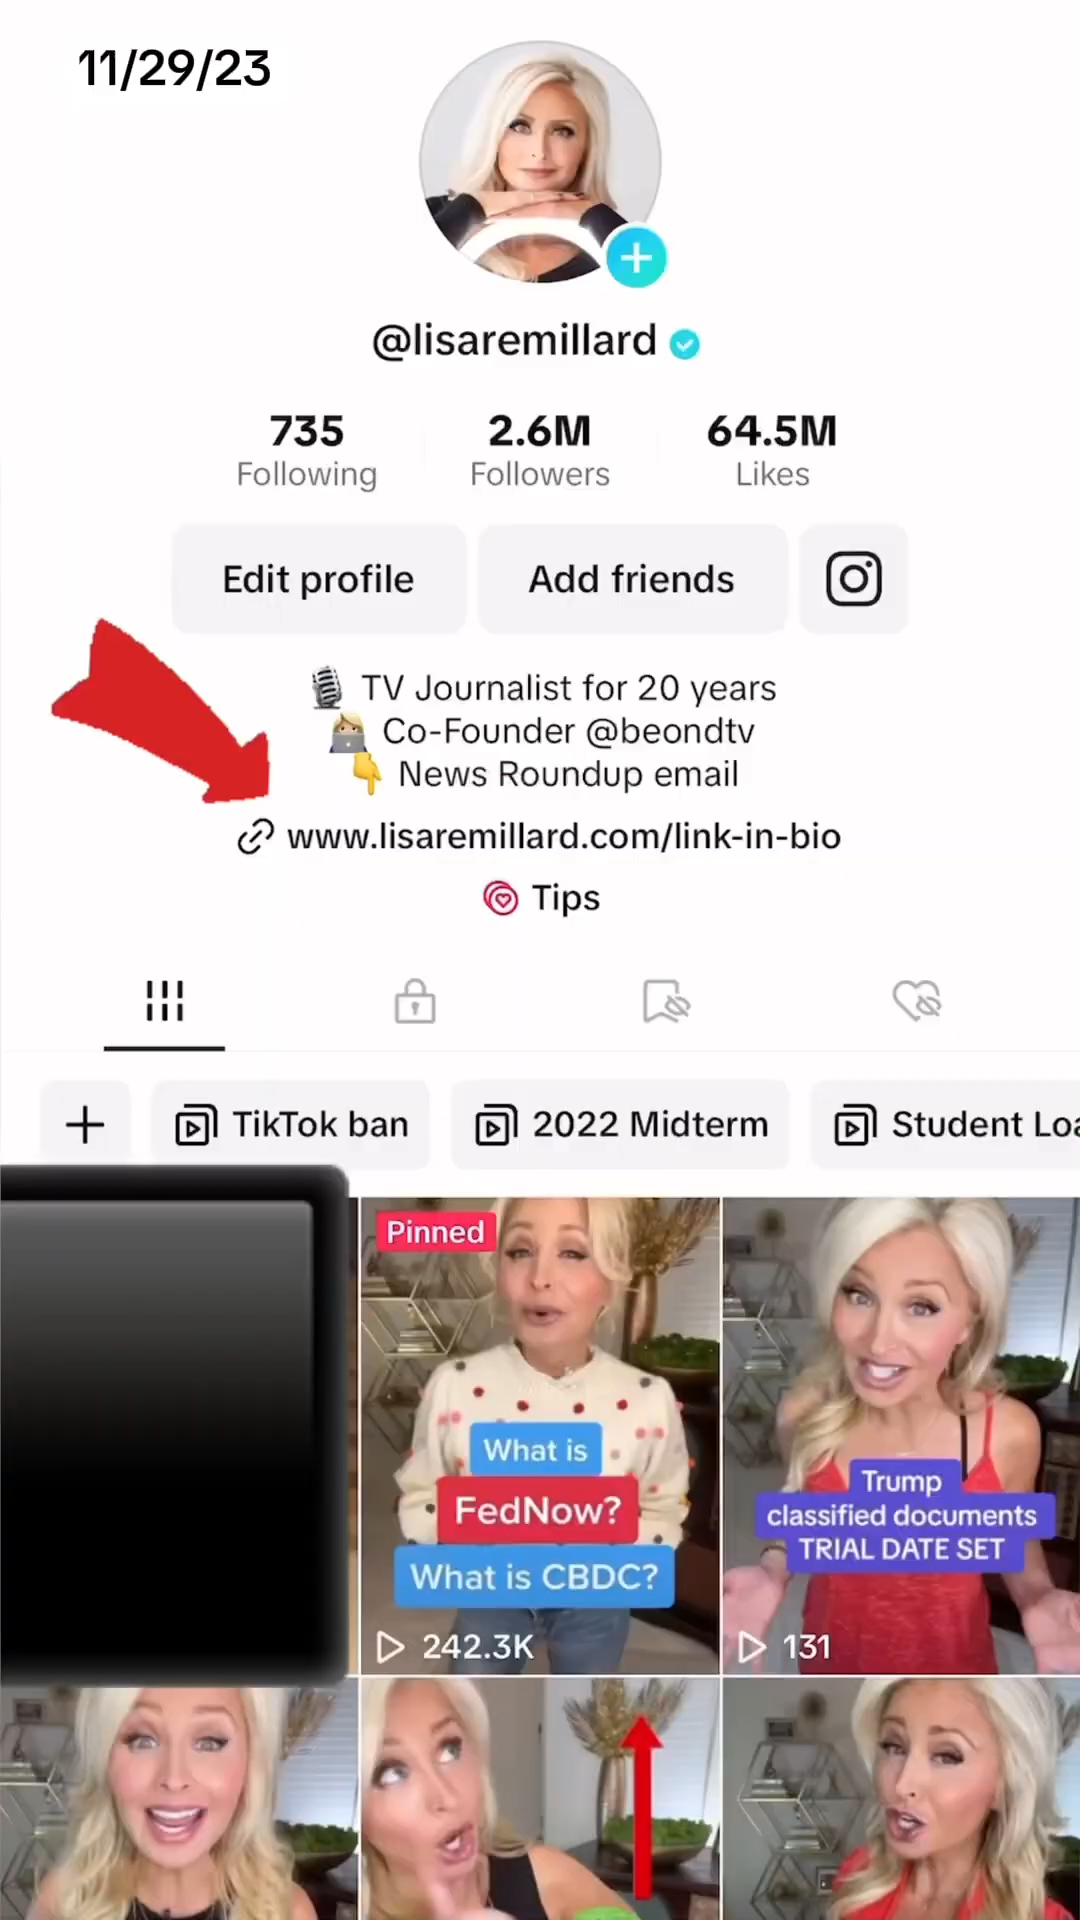 11/29/23
@lisaremillard
735
Following
2.6M
Followers
64.5M
Likes
Edit profile
Add friends
TV Journalist for 20 years
Co-Founder @beondtv
News Roundup email
www.lisaremillard.com/link-in-bio
Tips
TikTok ban
2022 Midterm
Student Loa
Pinned
What is
FedNow?
What is CBDC?
242.3K
Trump
classified documents
TRIAL DATE SET
131